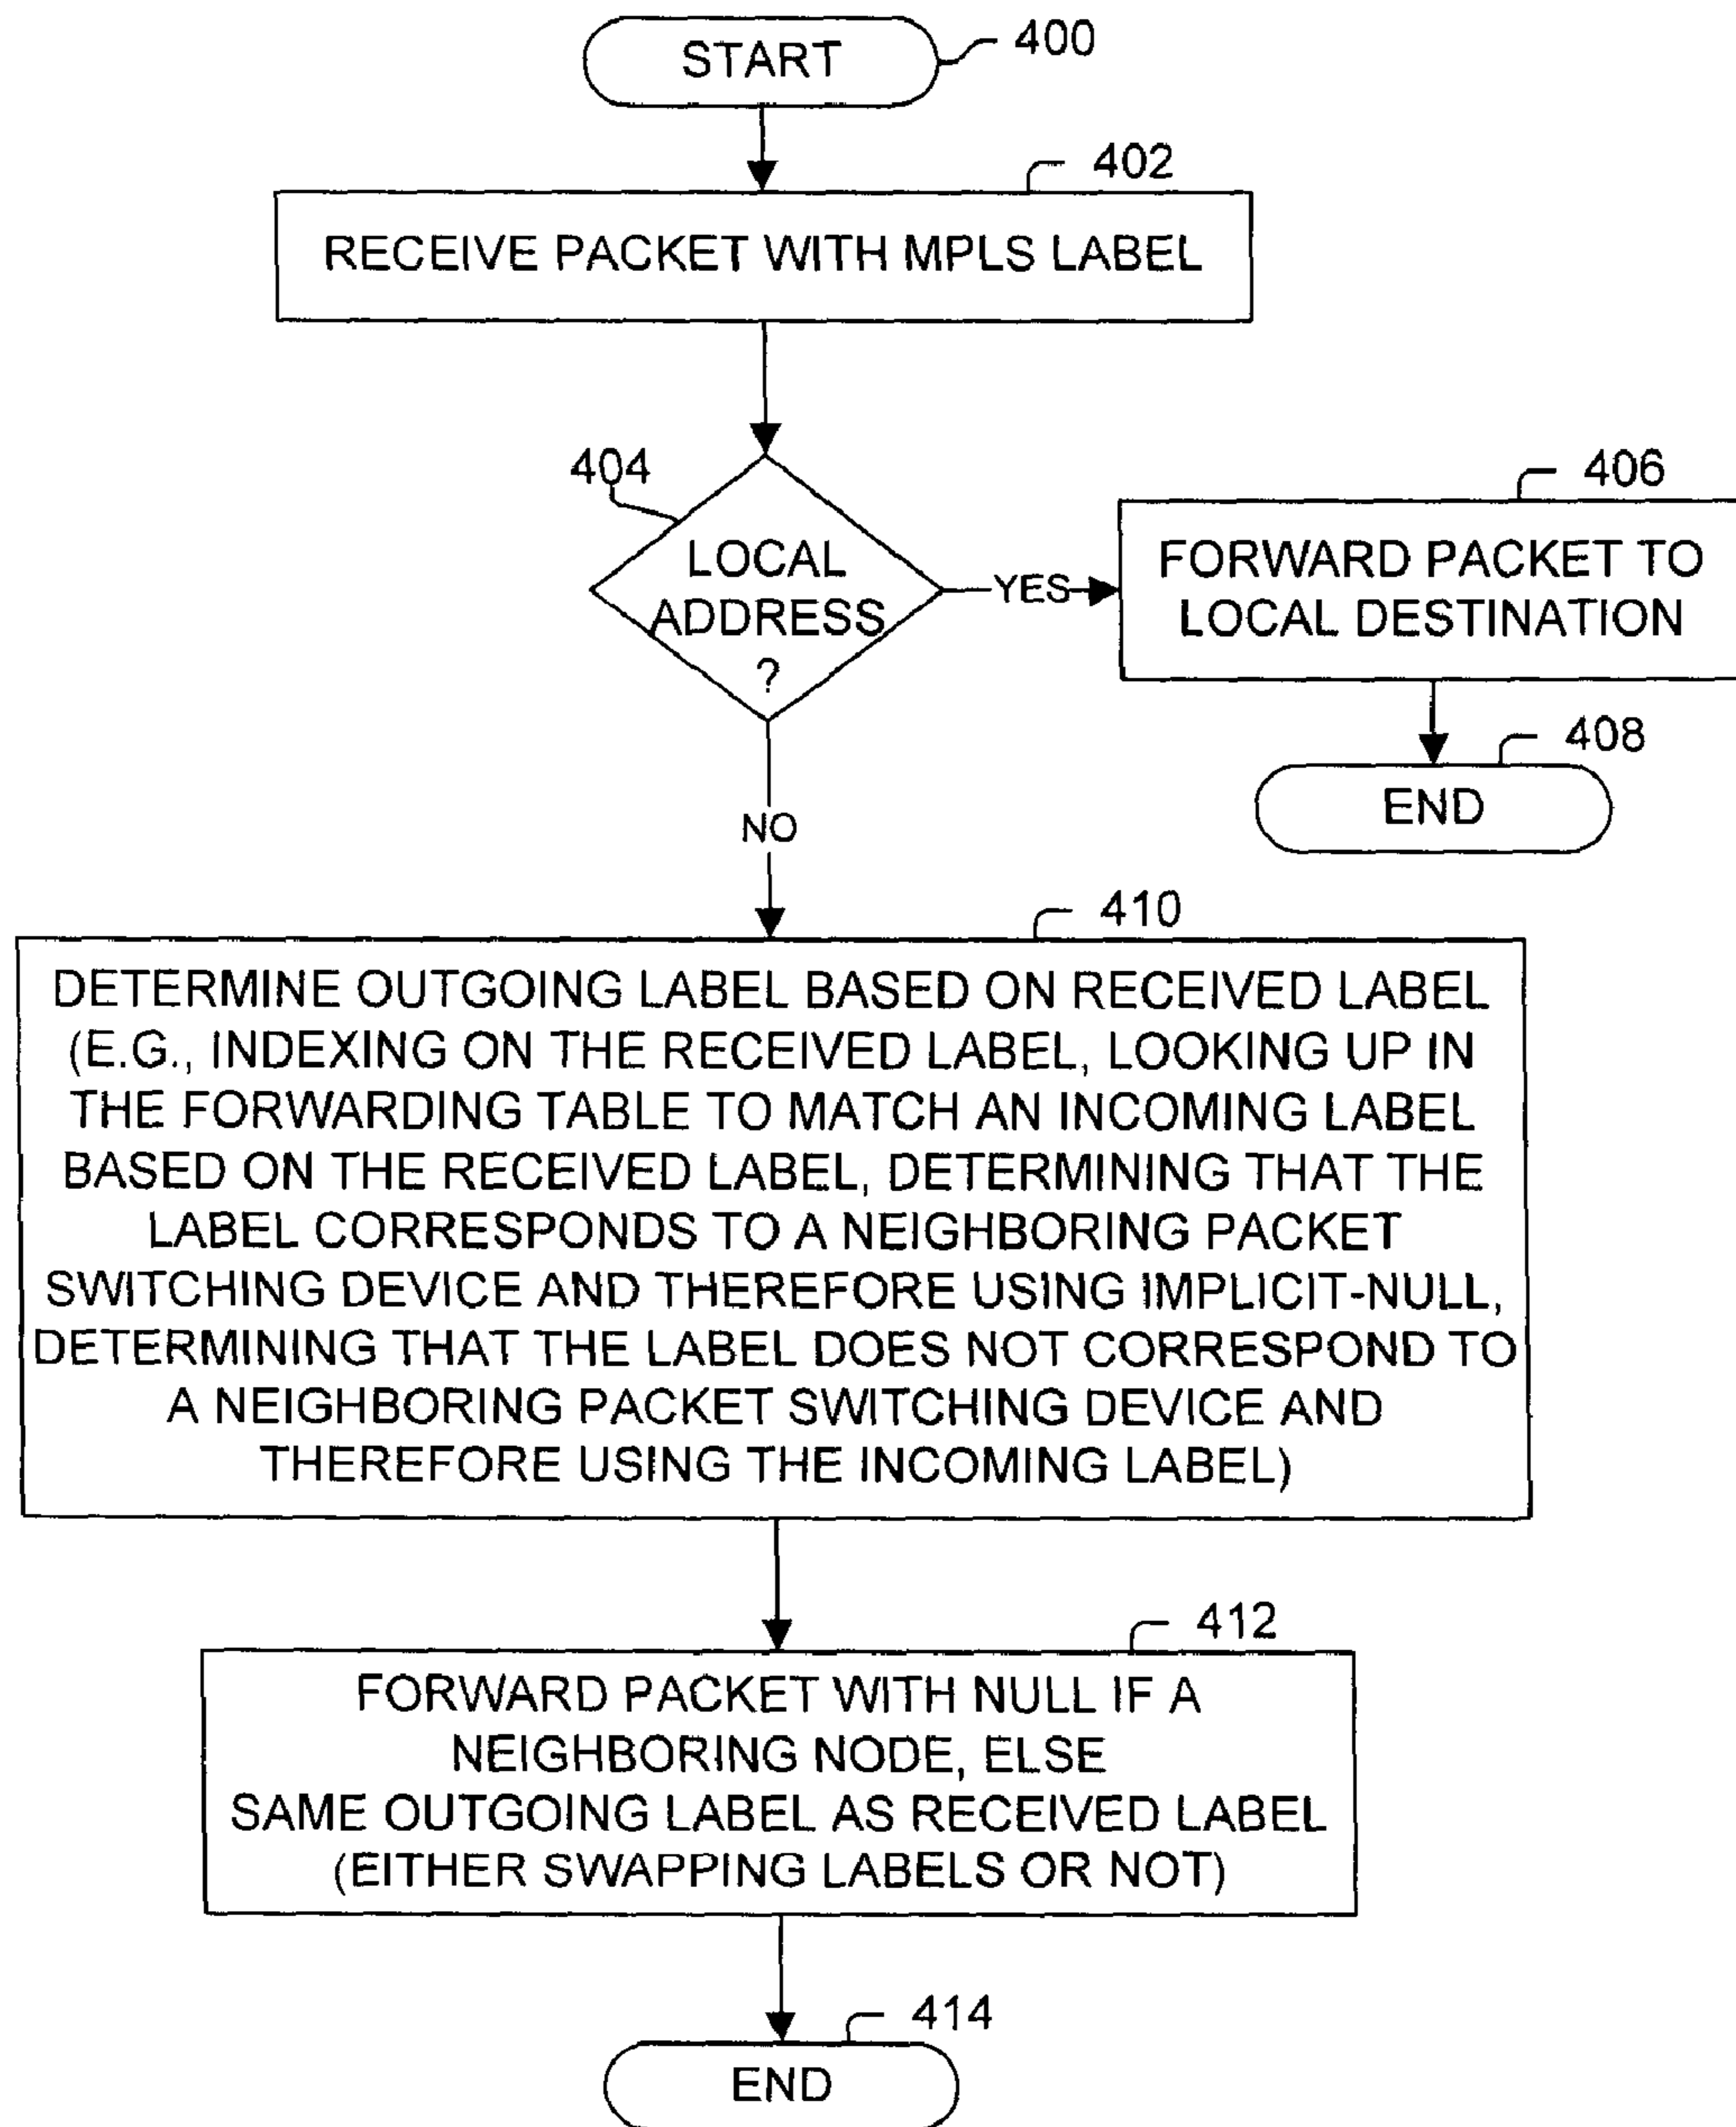 START
400
402
RECEIVE PACKET WITH MPLS LABEL
404
LOCAL
ADDRESS
?
YES
406
FORWARD PACKET TO
LOCAL DESTINATION
408
END
NO
410
DETERMINE OUTGOING LABEL BASED ON RECEIVED LABEL
(E.G., INDEXING ON THE RECEIVED LABEL, LOOKING UP IN
THE FORWARDING TABLE TO MATCH AN INCOMING LABEL
BASED ON THE RECEIVED LABEL, DETERMINING THAT THE
LABEL CORRESPONDS TO A NEIGHBORING PACKET
SWITCHING DEVICE AND THEREFORE USING IMPLICIT-NULL,
DETERMINING THAT THE LABEL DOES NOT CORRESPOND TO
A NEIGHBORING PACKET SWITCHING DEVICE AND
THEREFORE USING THE INCOMING LABEL)
412
FORWARD PACKET WITH NULL IF A
NEIGHBORING NODE, ELSE
SAME OUTGOING LABEL AS RECEIVED LABEL
(EITHER SWAPPING LABELS OR NOT)
414
END